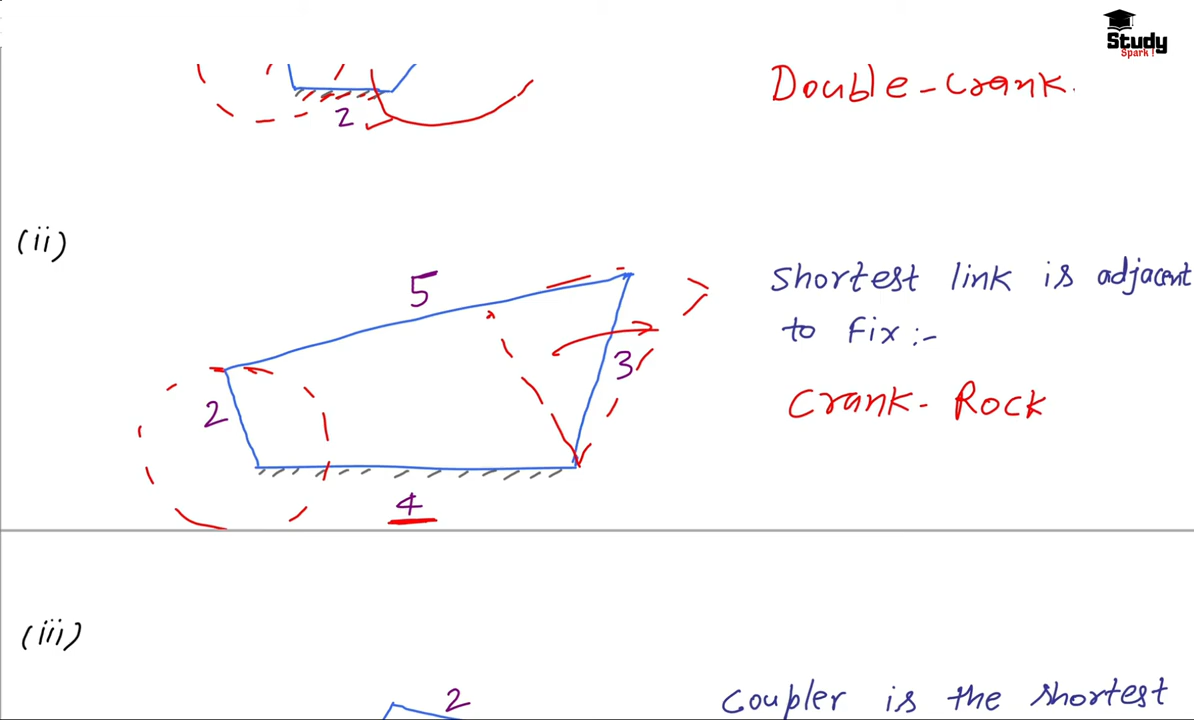 Study
Spark!
Double-Crank.
2
(ii)
5
Shortest link is adjacent
to Fix:-
3
2
Crank-Rock
4
(iii)
2
Coupler is the shortest